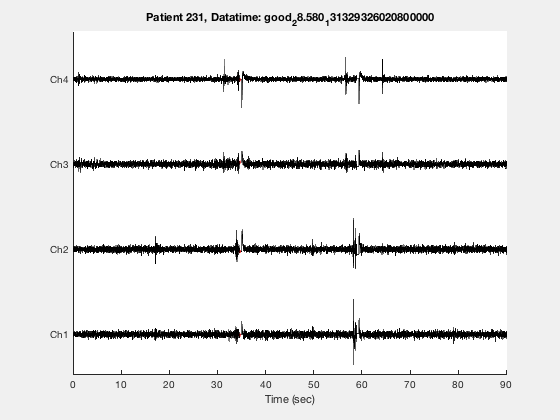 Patient 231, Datatime: good28.580131329326020800000
Ch4
Ch3
Ch2
Ch1
0 10 20 30 40 50 60 70 80 90
Time (sec)